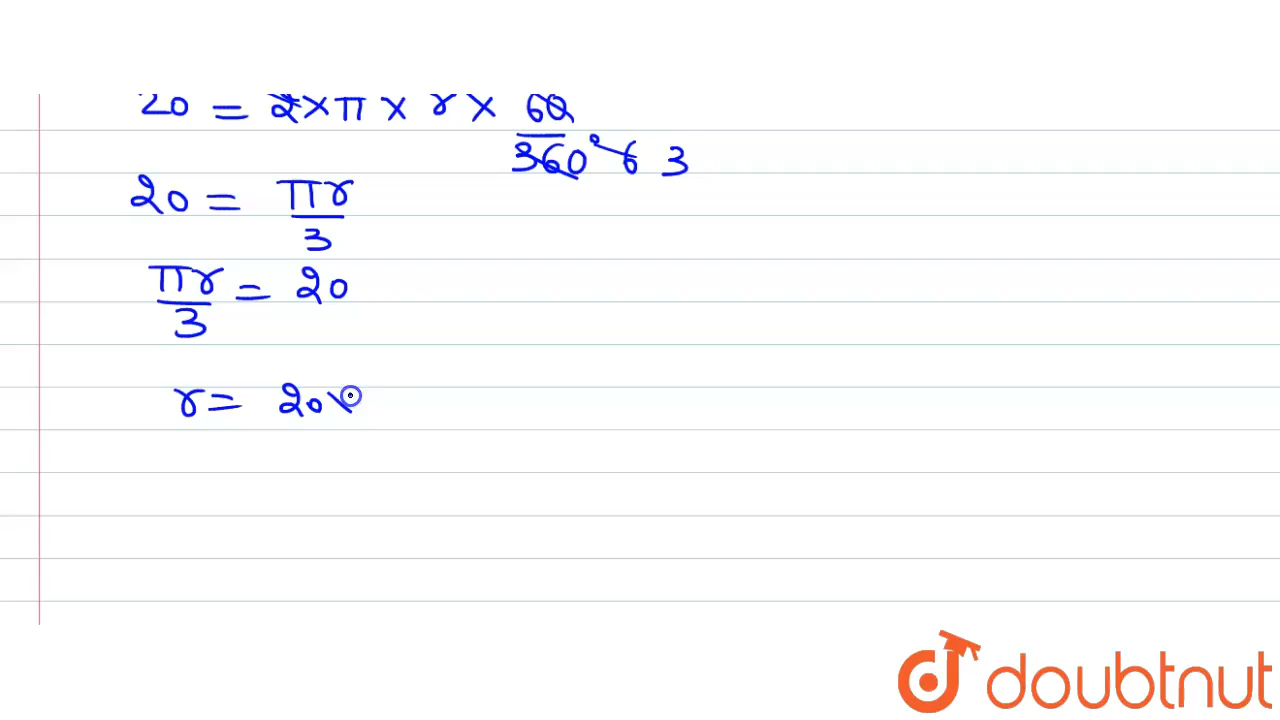 20 = 2 × π × r × 60/360° 6 3
20 = πr/3
πr/3 = 20
r = 20×
doubtnut